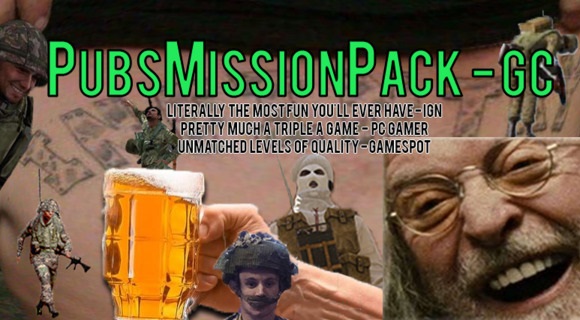 PUBSMISSIONPACK - GC
LITERALLY THE MOST FUN YOU'LL EVER HAVE - IGN
PRETTY MUCH A TRIPLE A GAME - PC GAMER
UNMATCHED LEVELS OF QUALITY - GAMESPOT